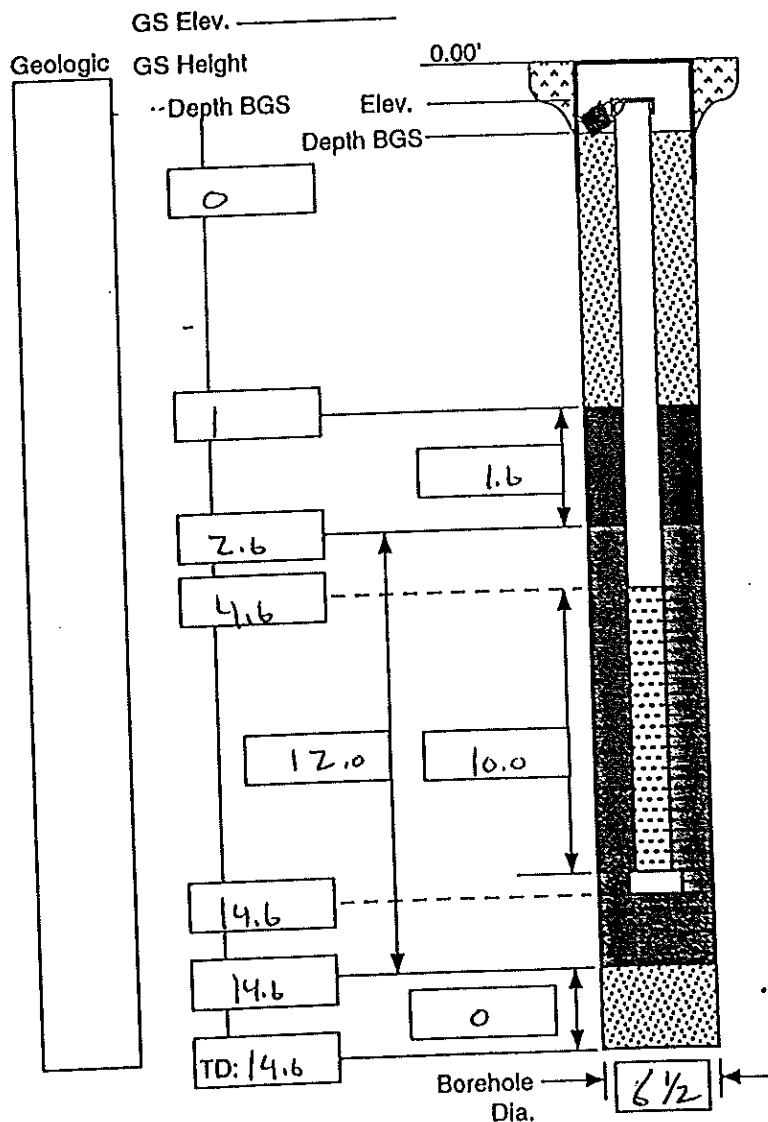 GS Elev.
Geologic GS Height 0.00'
Depth BGS Elev.
Depth BGS
0
1
1.6
2.6
4.6
12.0 10.0
14.6
14.6
0
TD: 14.6
Borehole 6 1/2
Dia.